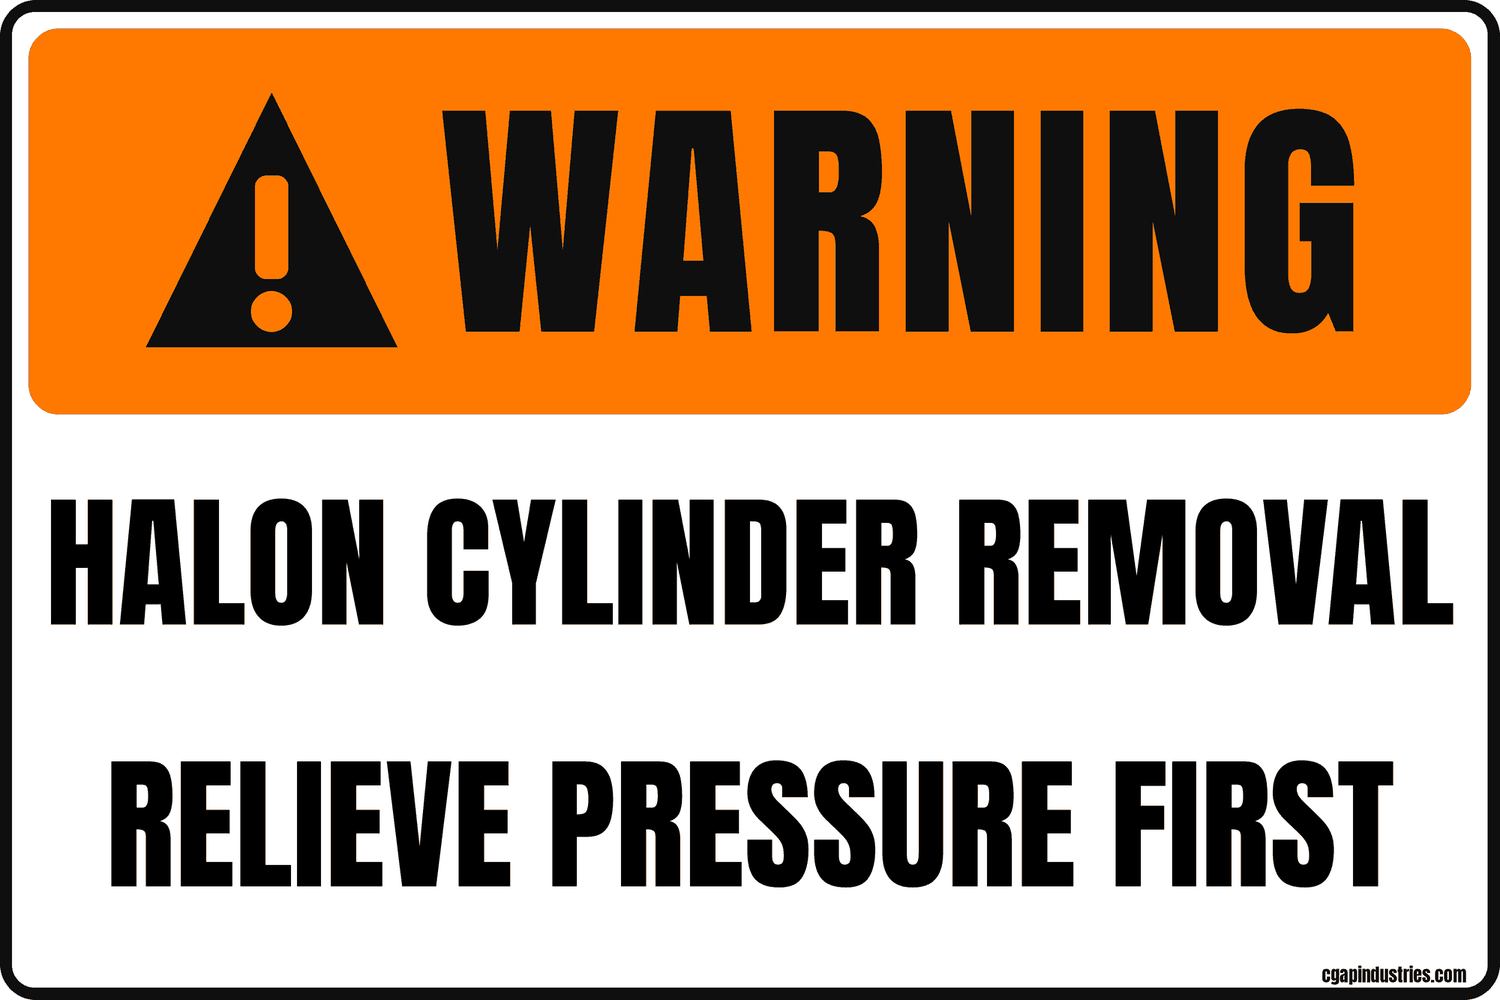 WARNING
HALON CYLINDER REMOVAL
RELIEVE PRESSURE FIRST
cgapindustries.com